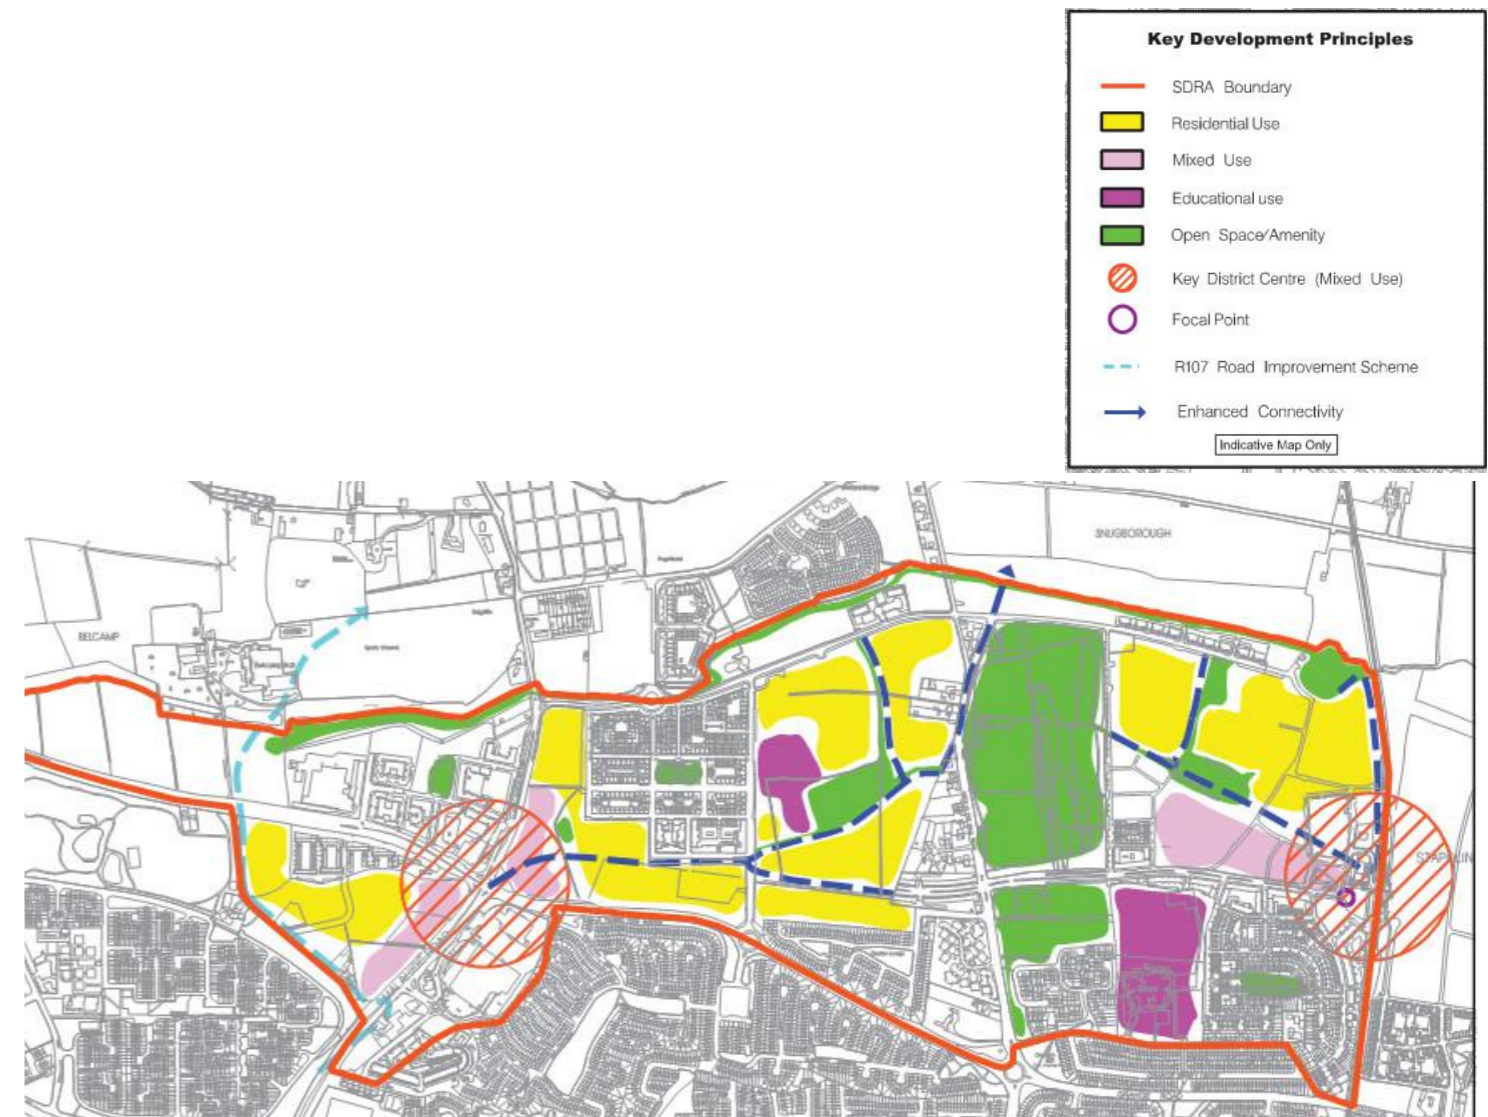 Key Development Principles
SDRA Boundary
Residential Use
Mixed Use
Educational use
Open Space/Amenity
Key District Centre (Mixed Use)
Focal Point
R107 Road Improvement Scheme
Enhanced Connectivity
Indicative Map Only
SNUGBOROUGH
BELCAMP